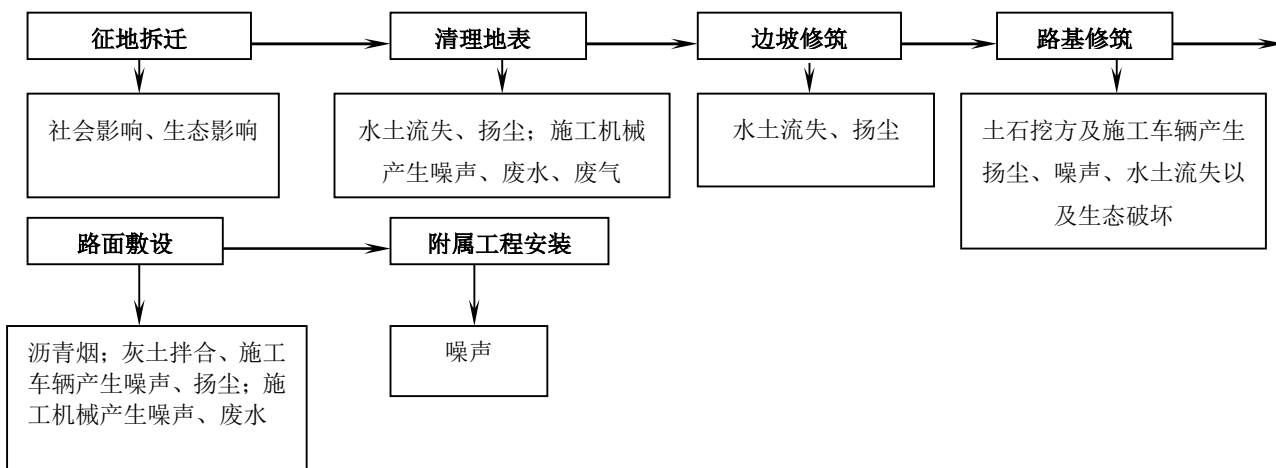 征地拆迁
清理地表
边坡修筑
路基修筑
社会影响、生态影响
水土流失、扬尘；施工机械
产生噪声、废水、废气
水土流失、扬尘
土石挖方及施工车辆产生
扬尘、噪声、水土流失以
及生态破坏
路面敷设
附属工程安装
沥青烟；灰土拌合、施工
车辆产生噪声、扬尘；施
工机械产生噪声、废水
噪声